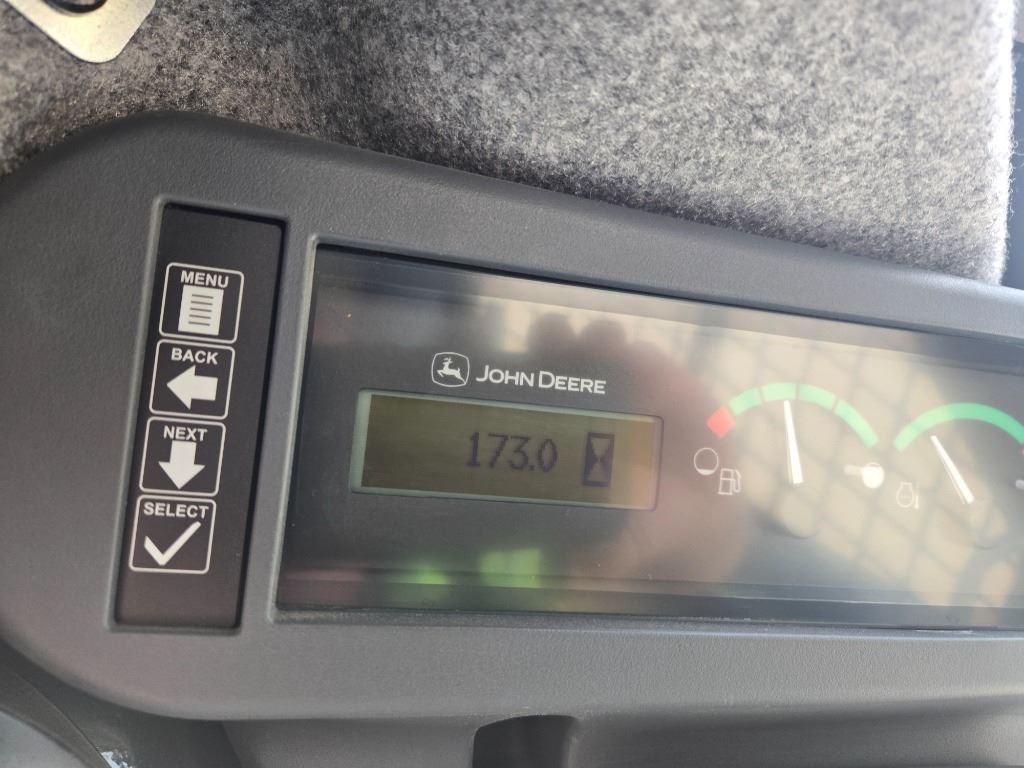 MENU
BACK
NEXT
SELECT
JOHN DEERE
173.0